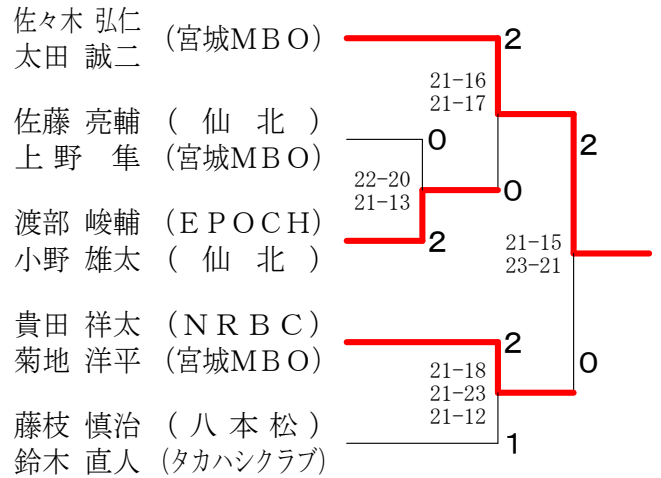 佐々木 弘仁 (宮城MBO) 2
太田 誠二
21-16
21-17
2
佐藤 亮輔 (仙北) 0
上野 隼 (宮城MBO)
22-20
21-13
0
渡部 峻輔 (EPOCH) 2
小野 雄太 (仙北)
21-15
23-21
貴田 祥太 (NRBC) 2
菊地 洋平 (宮城MBO)
0
21-18
21-23
21-12
藤枝 慎治 (八本松) 1
鈴木 直人 (タカハシクラブ)